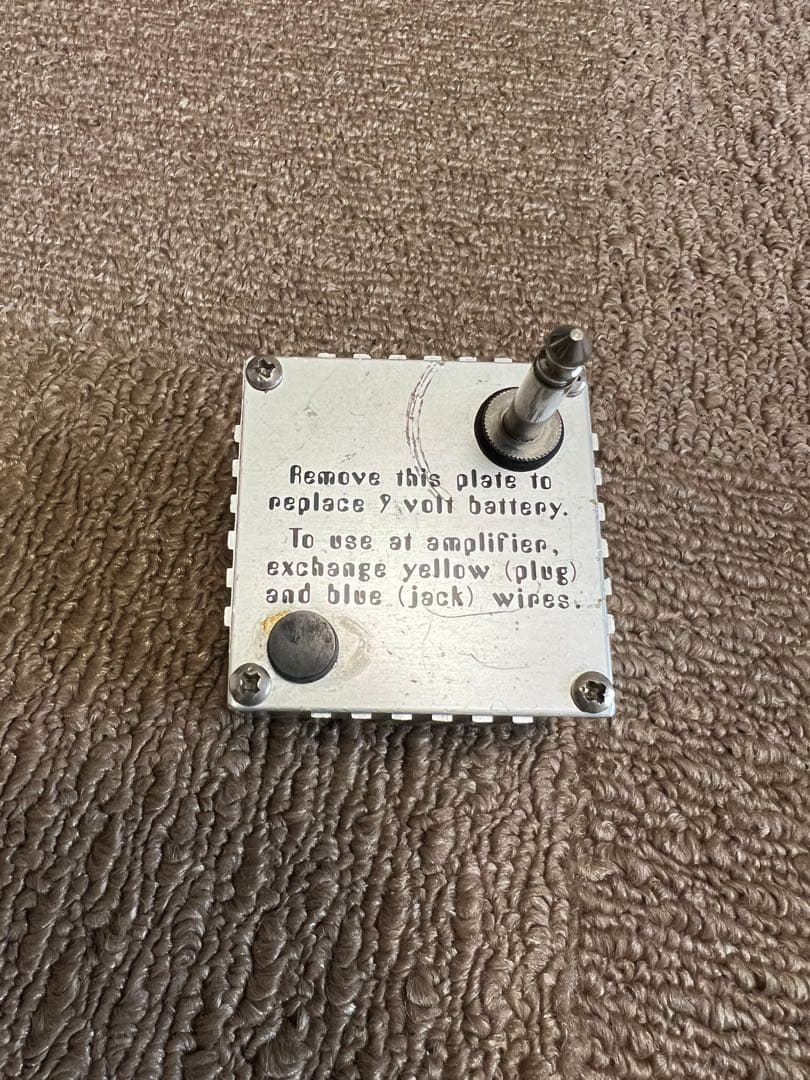 Remove this plate to
replace 9 volt battery.
To use at amplifier,
exchange yellow (plug)
and blue (jack) wires.